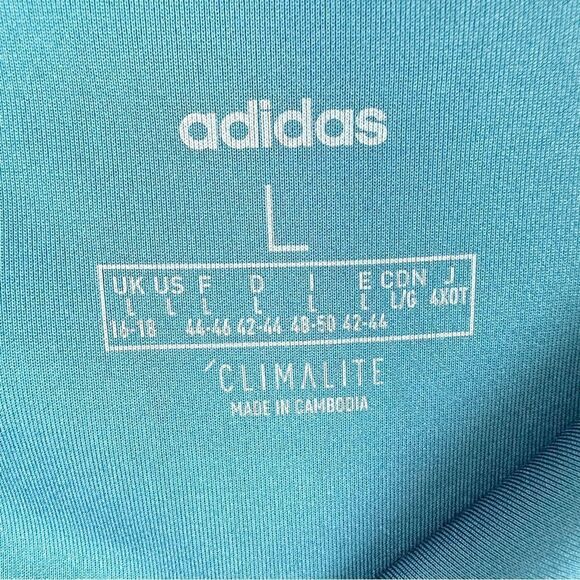 adidas
L
UK US F D I E CDN J
L L L L L L L/G 4XOT
16-18 44-46 42-44 48-50 42-44
´CLIMALITE
MADE IN CAMBODIA